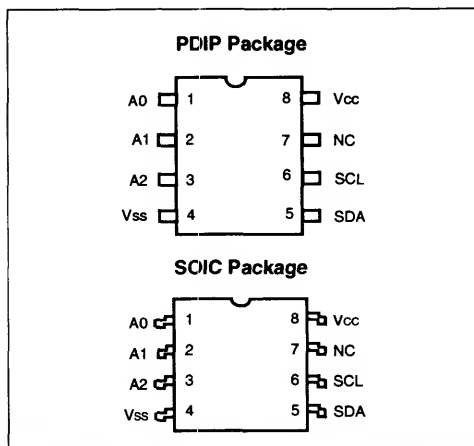 PDIP Package
A0 1 8 Vcc
A1 2 7 NC
A2 3 6 SCL
Vss 4 5 SDA
SOIC Package
A0 1 8 Vcc
A1 2 7 NC
A2 3 6 SCL
Vss 4 5 SDA